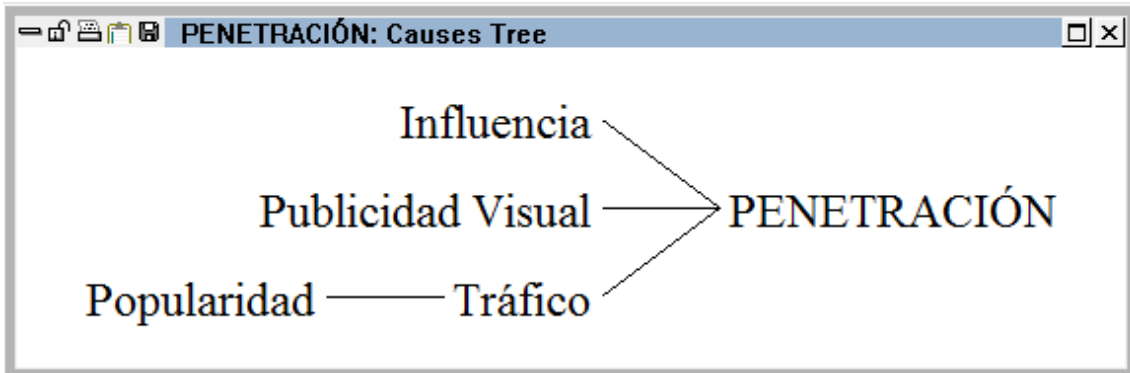 PENETRACIÓN: Causes Tree
Influencia
Publicidad Visual
PENETRACIÓN
Popularidad
Tráfico